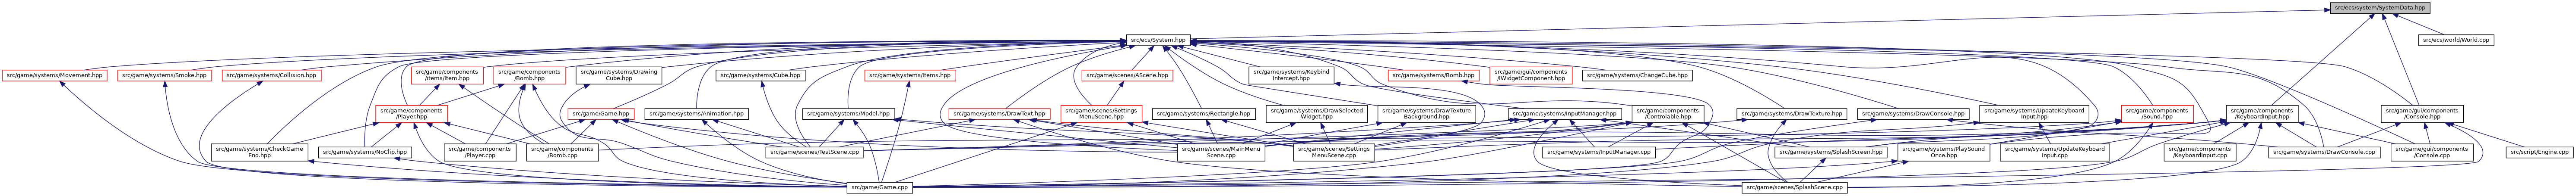 src/ecs/system/SystemData.hpp
src/ecs/System.hpp
src/ecs/world/World.cpp
src/game/systems/Movement.hpp
src/game/systems/Smoke.hpp
src/game/systems/Collision.hpp
src/game/components
/items/Item.hpp
src/game/components
/Bomb.hpp
src/game/systems/Drawing
Cube.hpp
src/game/systems/Cube.hpp
src/game/systems/Items.hpp
src/game/scenes/AScene.hpp
src/game/systems/Keybind
Intercept.hpp
src/game/systems/Bomb.hpp
src/game/gui/components
/IWidgetComponent.hpp
src/game/systems/ChangeCube.hpp
src/game/components
/Player.hpp
src/game/Game.hpp
src/game/systems/Animation.hpp
src/game/systems/Model.hpp
src/game/systems/DrawText.hpp
src/game/scenes/Settings
MenuScene.hpp
src/game/systems/Rectangle.hpp
src/game/systems/DrawSelected
Widget.hpp
src/game/systems/DrawTexture
Background.hpp
src/game/systems/InputManager.hpp
src/game/components
/Controlable.hpp
src/game/systems/DrawTexture.hpp
src/game/systems/DrawConsole.hpp
src/game/systems/UpdateKeyboard
Input.hpp
src/game/components
/Sound.hpp
src/game/components
/KeyboardInput.hpp
src/game/gui/components
/Console.hpp
src/game/systems/CheckGame
End.hpp
src/game/systems/NoClip.hpp
src/game/components
/Player.cpp
src/game/components
/Bomb.cpp
src/game/scenes/TestScene.cpp
src/game/scenes/MainMenu
Scene.cpp
src/game/scenes/Settings
MenuScene.cpp
src/game/systems/InputManager.cpp
src/game/systems/SplashScreen.hpp
src/game/systems/PlaySound
Once.hpp
src/game/systems/UpdateKeyboard
Input.cpp
src/game/components
/KeyboardInput.cpp
src/game/systems/DrawConsole.cpp
src/game/gui/components
/Console.cpp
src/script/Engine.cpp
src/game/Game.cpp
src/game/scenes/SplashScene.cpp